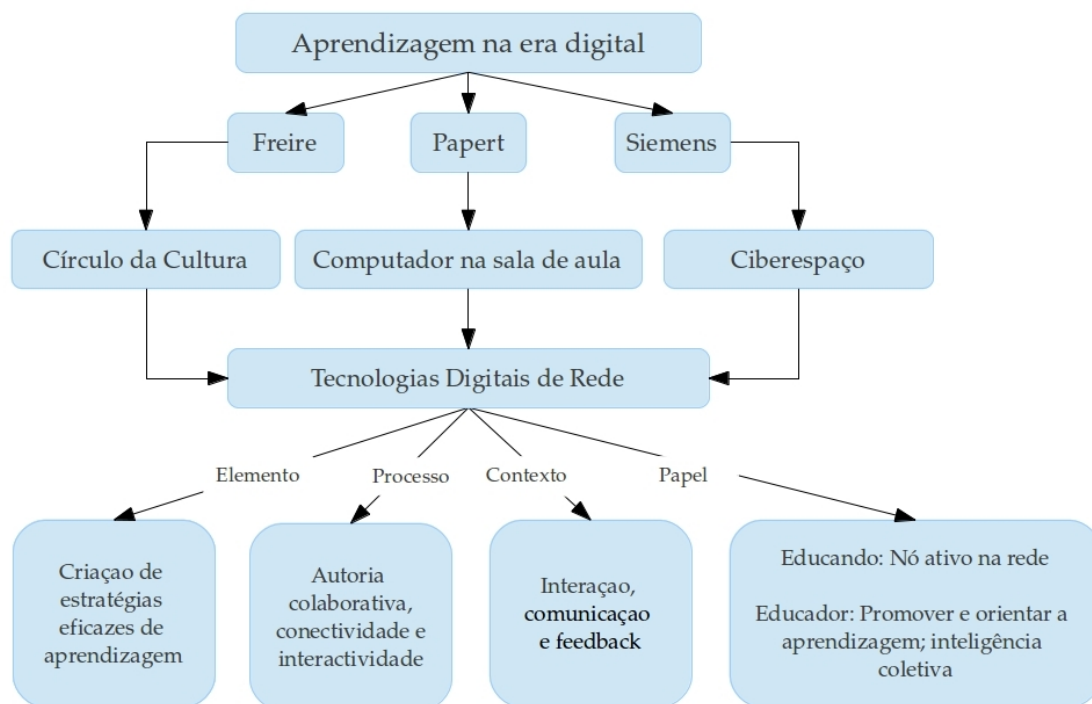 Aprendizagem na era digital
Freire
Papert
Siemens
Círculo da Cultura
Computador na sala de aula
Ciberespaço
Tecnologias Digitais de Rede
Elemento
Processo
Contexto
Papel
Criaçao de
estratégias
eficazes de
aprendizagem
Autoria
colaborativa,
conectividade e
interactividade
Interaçao,
comunicaçao
e feedback
Educando: Nó ativo na rede
Educador: Promover e orientar a
aprendizagem; inteligência
coletiva